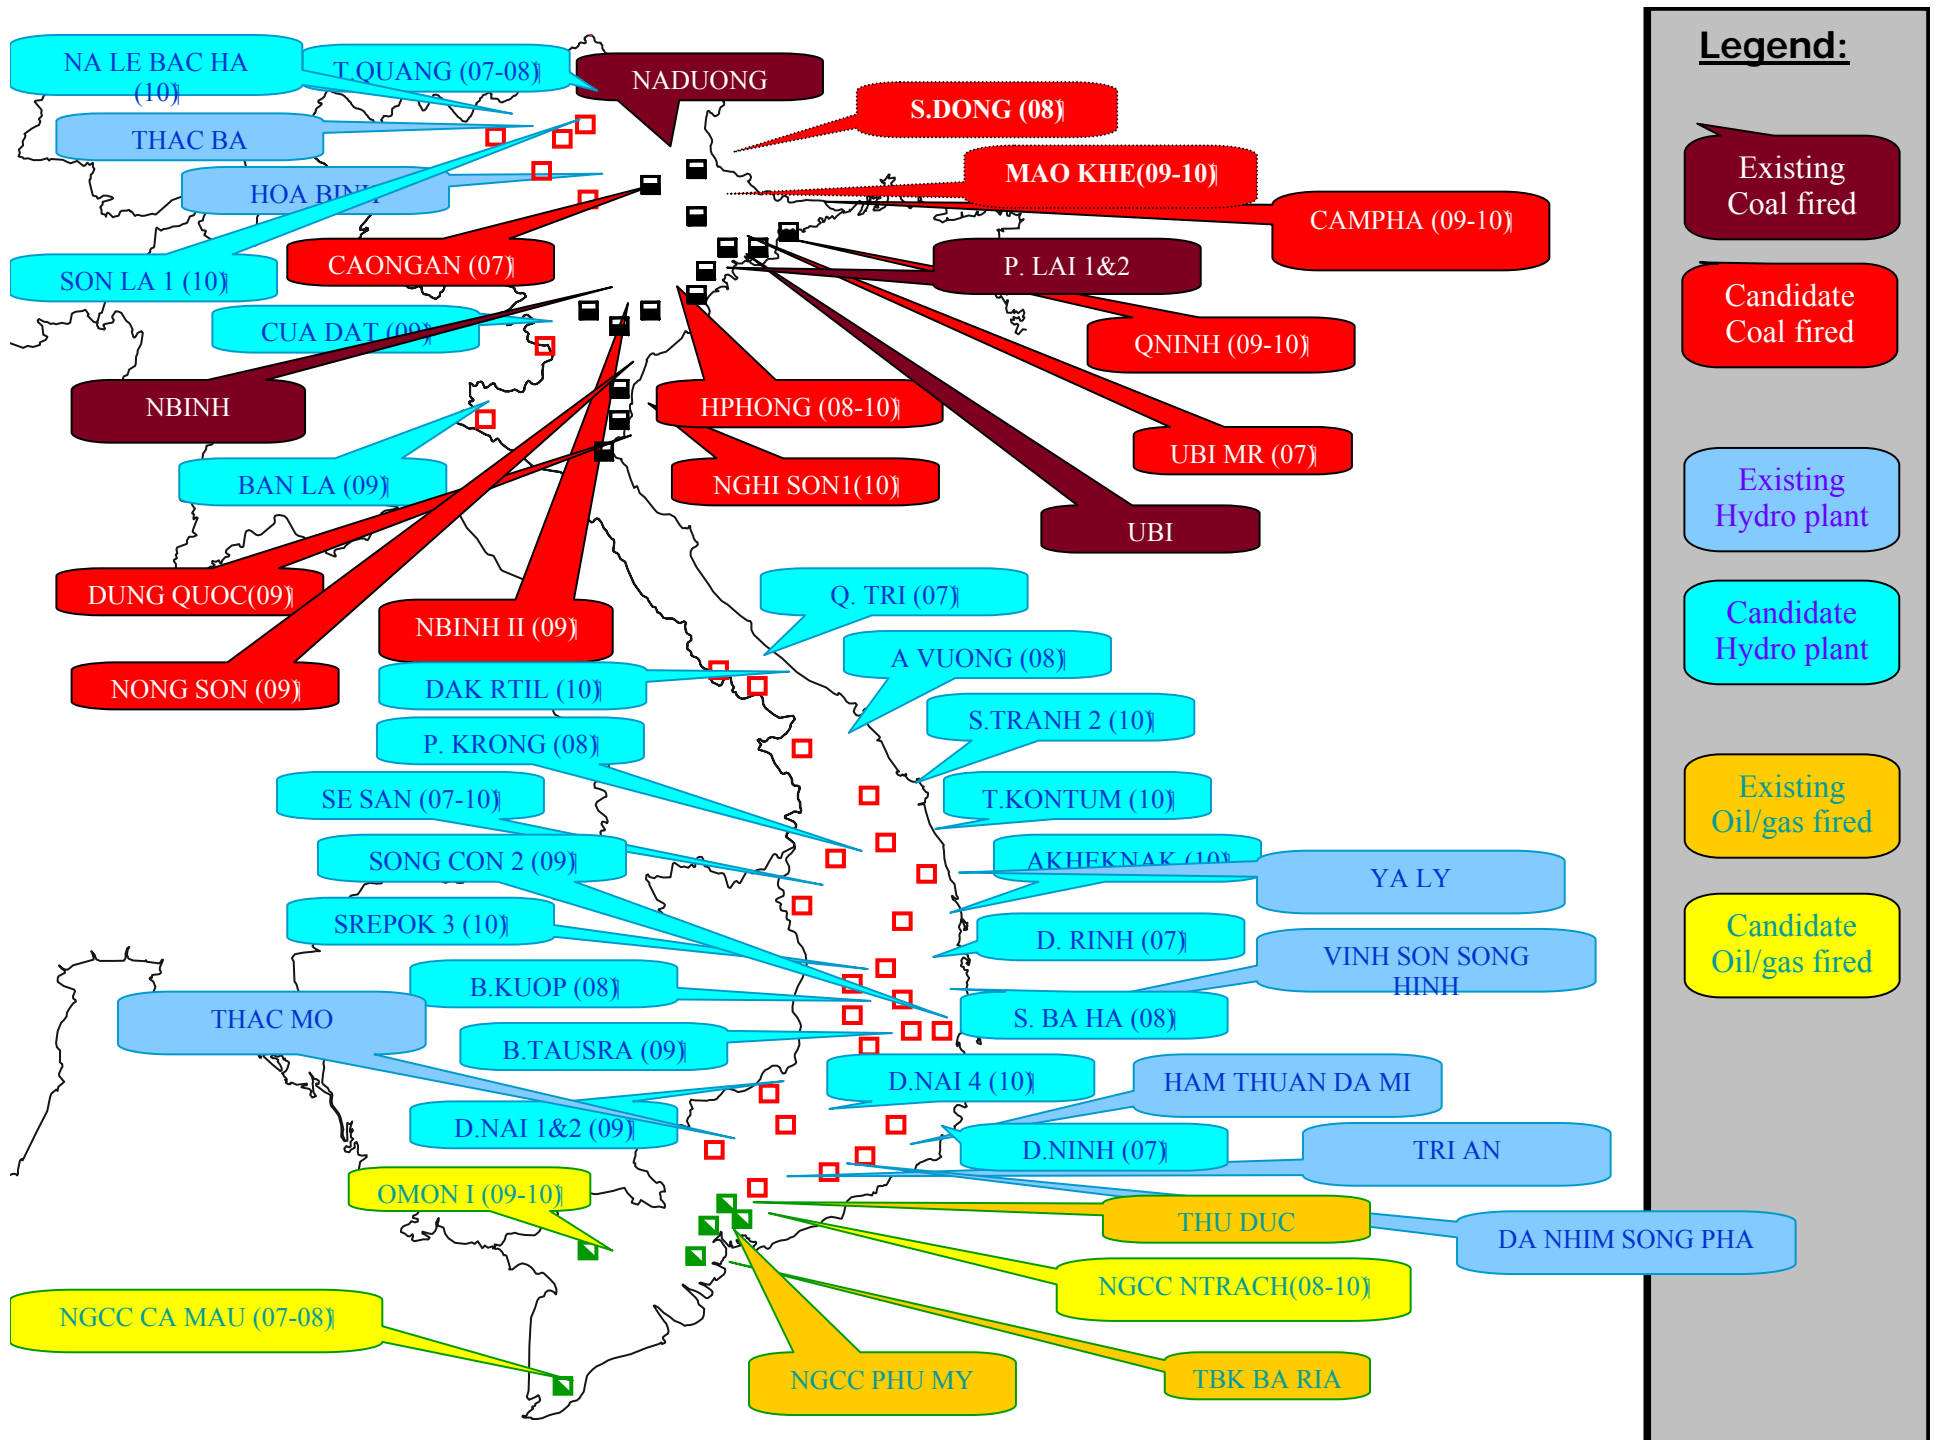 Legend:
NA LE BAC HA
(10)
T.QUANG (07-08)
NADUONG
S.DONG (08)
THAC BA
MAO KHE(09-10)
HOA BINH
CAMPHA (09-10)
CAONGAN (07)
P. LAI 1&2
SON LA 1 (10)
CUA DAT (09)
QNINH (09-10)
NBINH
HPHONG (08-10)
UBI MR (07)
BAN LA (09)
NGHI SON1(10)
UBI
DUNG QUOC(09)
NBINH II (09)
Q. TRI (07)
NONG SON (09)
DAK RTIL (10)
A VUONG (08)
P. KRONG (08)
S.TRANH 2 (10)
SE SAN (07-10)
T.KONTUM (10)
SONG CON 2 (09)
AKHEKNAK (10)
YA LY
SREPOK 3 (10)
D. RINH (07)
VINH SON SONG
HINH
B.KUOP (08)
THAC MO
S. BA HA (08)
B.TAUSRA (09)
D.NAI 4 (10)
HAM THUAN DA MI
D.NAI 1&2 (09)
D.NINH (07)
TRI AN
OMON I (09-10)
THU DUC
DA NHIM SONG PHA
NGCC NTRACH(08-10)
NGCC CA MAU (07-08)
NGCC PHU MY
TBK BA RIA
Existing
Coal fired
Candidate
Coal fired
Existing
Hydro plant
Candidate
Hydro plant
Existing
Oil/gas fired
Candidate
Oil/gas fired